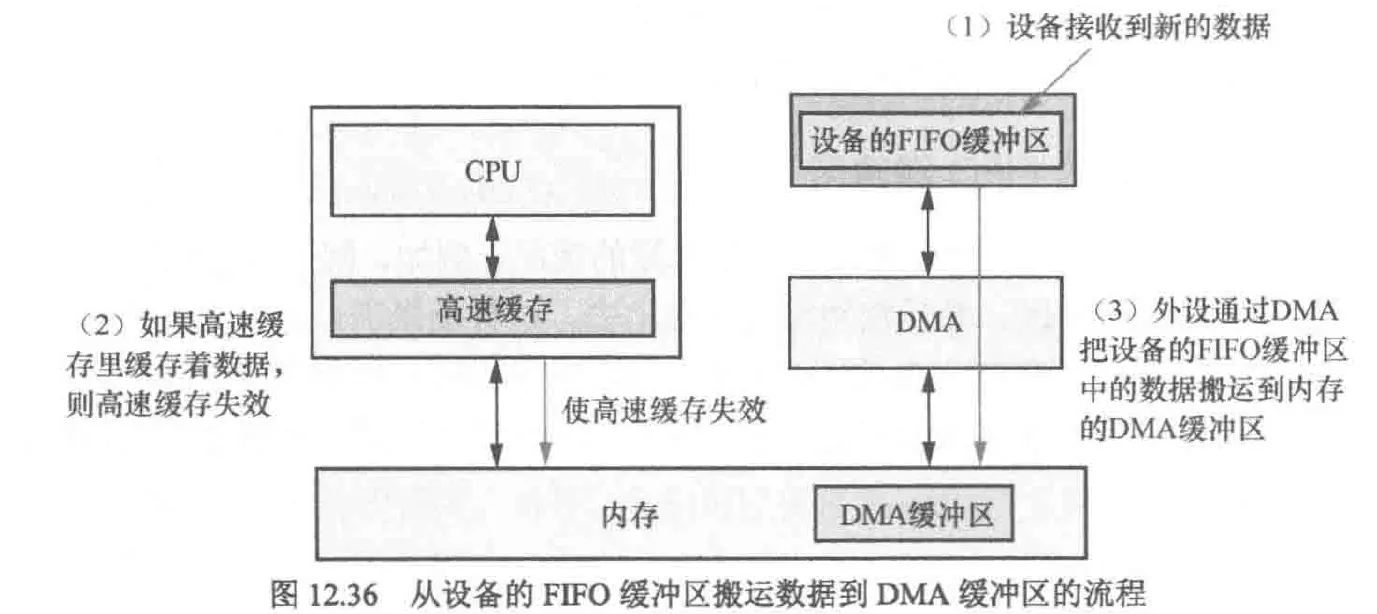 （1）设备接收到新的数据
设备的FIFO缓冲区
CPU
高速缓存
DMA
（2）如果高速缓
存里缓存着数据，
则高速缓存失效
使高速缓存失效
（3）外设通过DMA
把设备的FIFO缓冲区
中的数据搬运到内存
的DMA缓冲区
内存
DMA缓冲区
图 12.36 从设备的 FIFO 缓冲区搬运数据到 DMA 缓冲区的流程